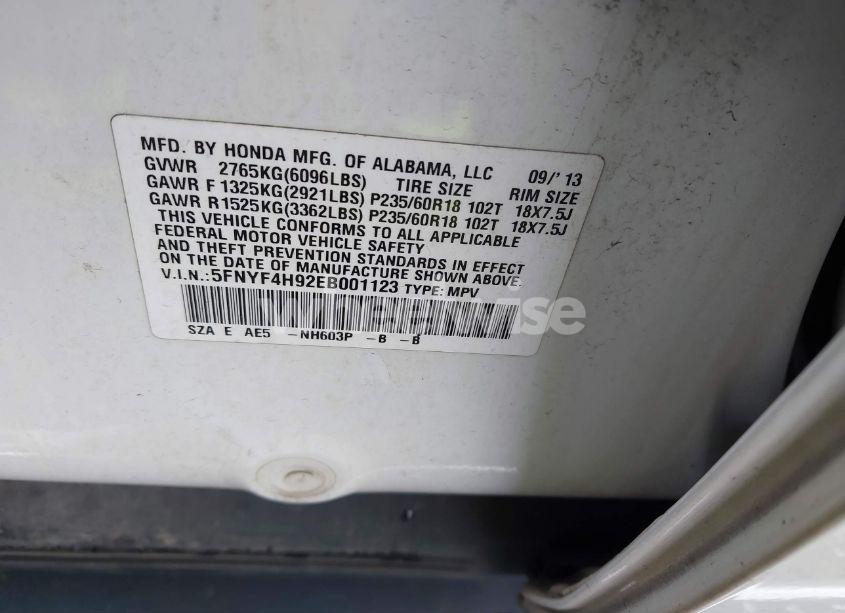 MFD. BY HONDA MFG. OF ALABAMA, LLC 09/'13
GVWR 2765KG(6096LBS) TIRE SIZE RIM SIZE
GAWR F 1325KG(2921LBS) P235/60R18 102T 18X7.5J
GAWR R 1525KG(3362LBS) P235/60R18 102T 18X7.5J
THIS VEHICLE CONFORMS TO ALL APPLICABLE
FEDERAL MOTOR VEHICLE SAFETY
AND THEFT PREVENTION STANDARDS IN EFFECT
ON THE DATE OF MANUFACTURE SHOWN ABOVE.
V.I.N.:5FNYF4H92EB001123 TYPE: MPV
SZA E AE5 -NH603P -B -B